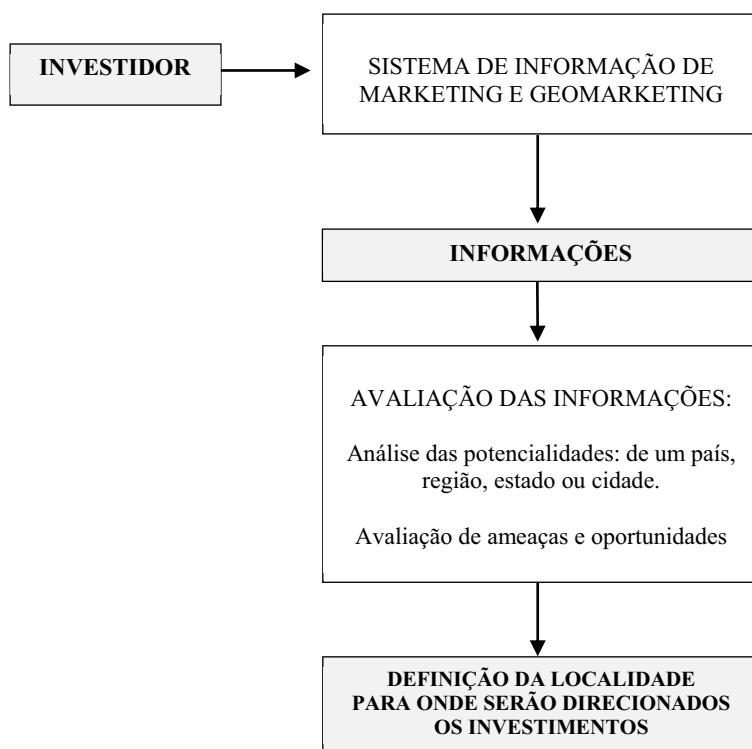 INVESTIDOR
SISTEMA DE INFORMAÇÃO DE
MARKETING E GEOMARKETING
INFORMAÇÕES
AVALIAÇÃO DAS INFORMAÇÕES:
Análise das potencialidades: de um país,
região, estado ou cidade.
Avaliação de ameaças e oportunidades
DEFINIÇÃO DA LOCALIDADE
PARA ONDE SERÃO DIRECIONADOS
OS INVESTIMENTOS